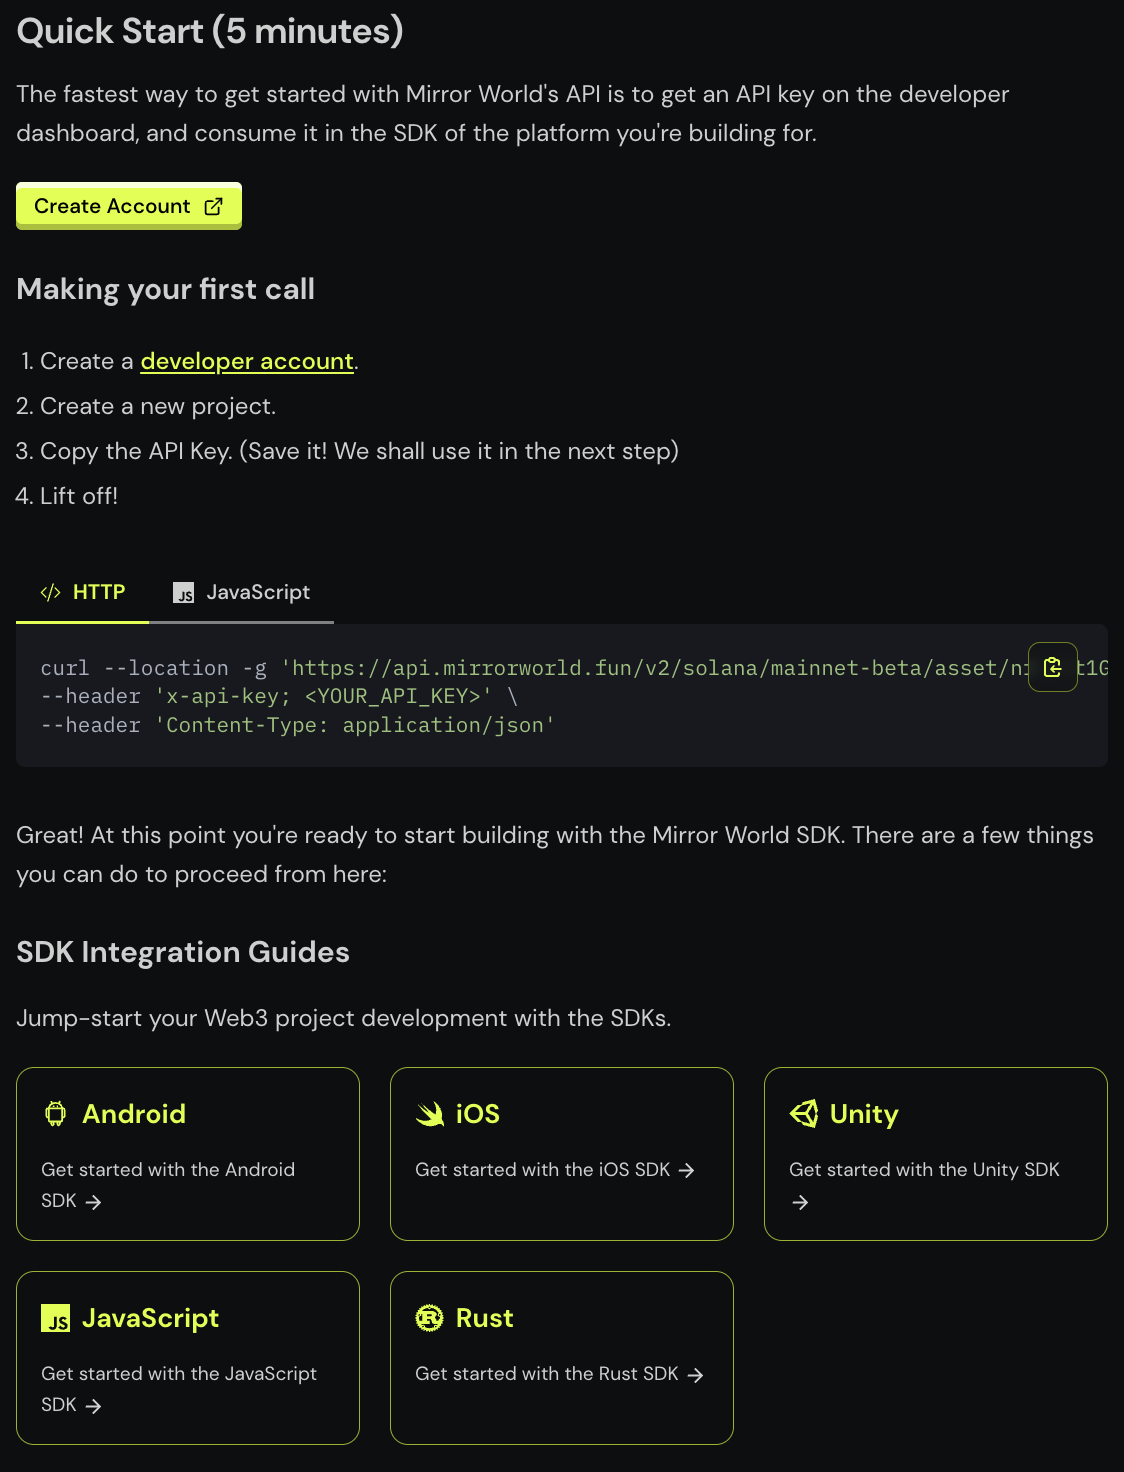 Quick Start (5 minutes)
The fastest way to get started with Mirror World's API is to get an API key on the developer
dashboard, and consume it in the SDK of the platform you're building for.
Create Account
Making your first call
1. Create a developer account.
2. Create a new project.
3. Copy the API Key. (Save it! We shall use it in the next step)
4. Lift off!
HTTP
JS JavaScript
curl --location -g 'https://api.mirrorworld.fun/v2/solana/mainnet-beta/asset/
--header 'x-api-key; <YOUR_API_KEY>' \
--header 'Content-Type: application/json'
Great! At this point you're ready to start building with the Mirror World SDK. There are a few things
you can do to proceed from here:
SDK Integration Guides
Jump-start your Web3 project development with the SDKs.
Android
Get started with the Android
SDK →
iOS
Get started with the iOS SDK →
Unity
Get started with the Unity SDK
→
JS JavaScript
Get started with the JavaScript
SDK →
R Rust
Get started with the Rust SDK →